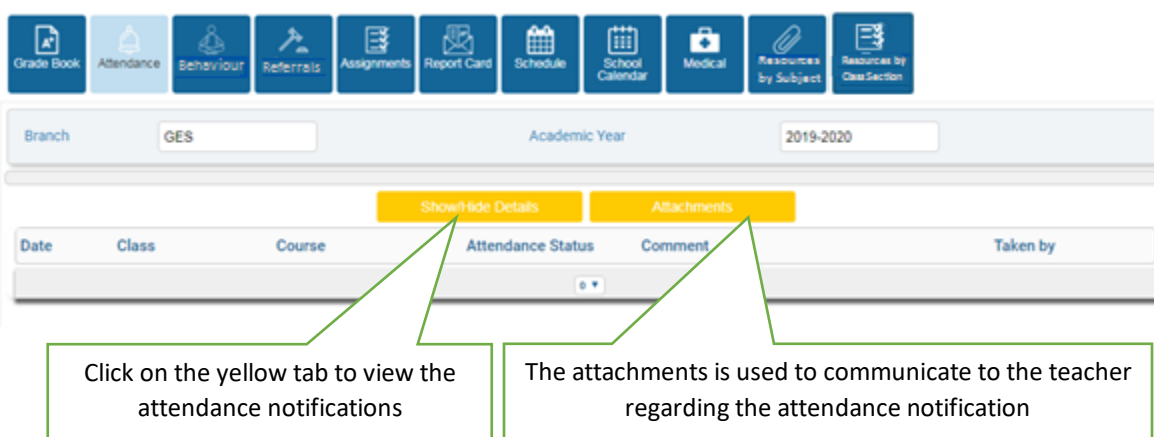 Grade Book Attendance Behaviour Referrals Assignments Report Card Schedule School Calendar Medical Resources by Subject Resources by Class Section
Branch GES Academic Year 2019-2020
Show/Hide Details Attachments
Date Class Course Attendance Status Comment Taken by
0
Click on the yellow tab to view the
attendance notifications
The attachments is used to communicate to the teacher
regarding the attendance notification